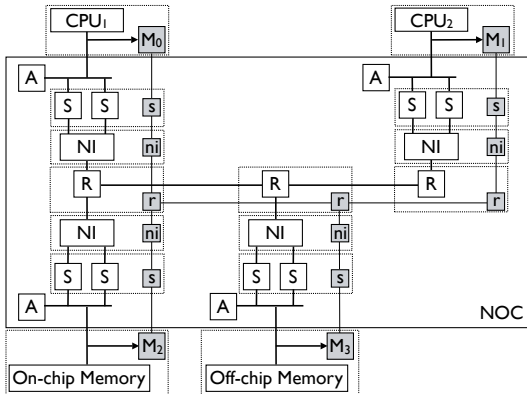 CPU1 M0 CPU2 M1
A A
S S s S S s
NI ni NI ni
R R R
r r r
NI ni NI ni
S S s S S s
A A
NOC
M2 M3
On-chip Memory Off-chip Memory